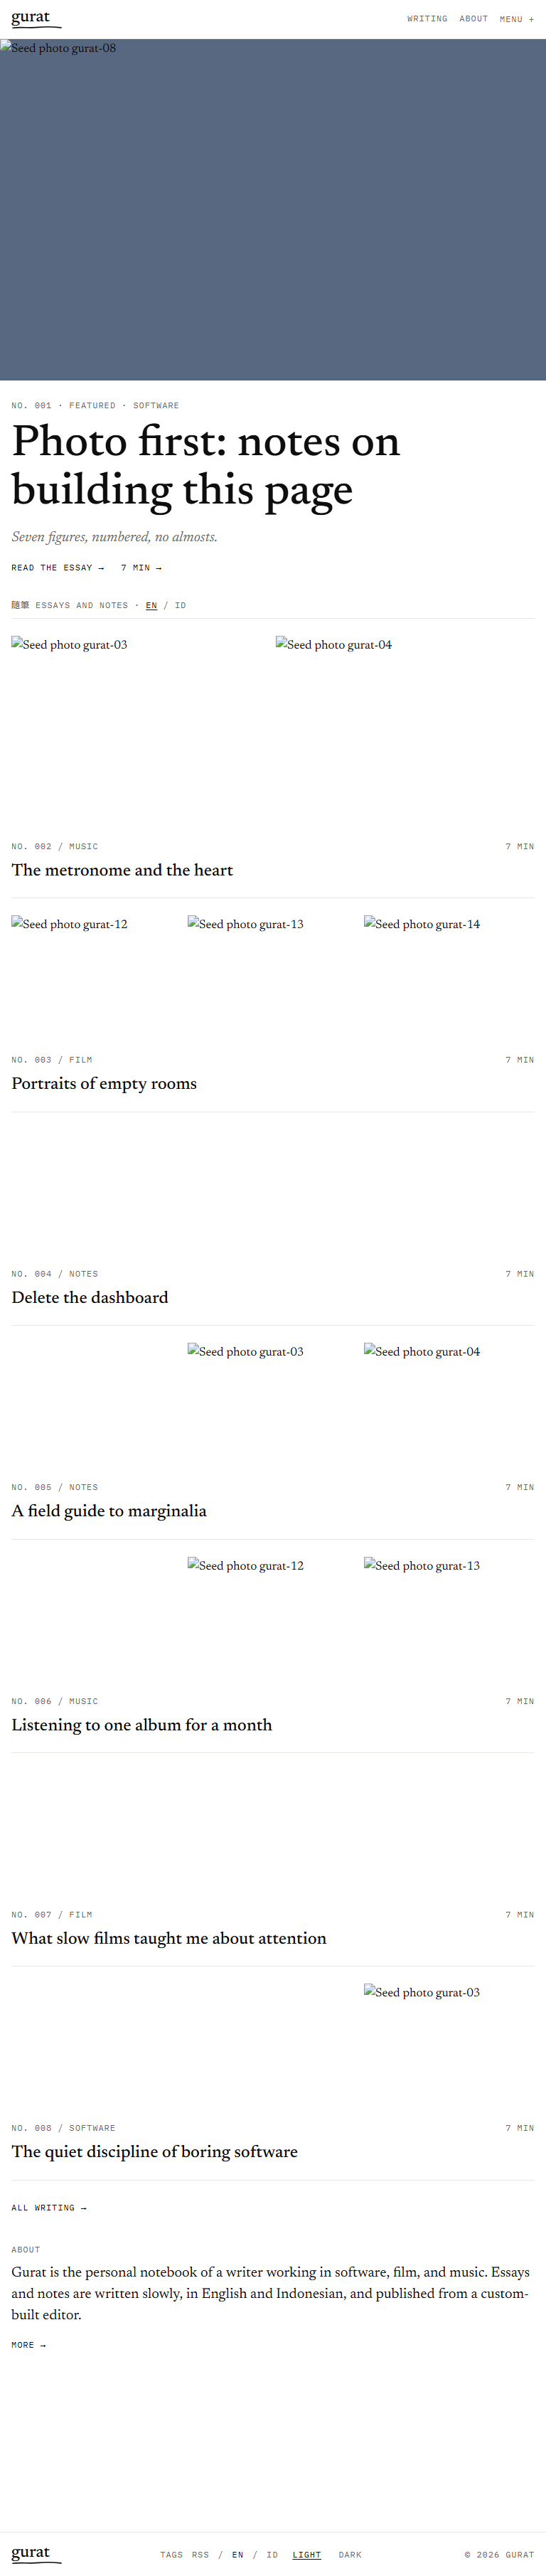 gurat
WRITING ABOUT MENU +
Seed photo gurat-08
NO. 001 · FEATURED · SOFTWARE
Photo first: notes on
building this page
Seven figures, numbered, no almosts.
READ THE ESSAY → 7 MIN →
随筆 ESSAYS AND NOTES · EN / ID
Seed photo gurat-03 Seed photo gurat-04
NO. 002 / MUSIC 7 MIN
The metronome and the heart
Seed photo gurat-12 Seed photo gurat-13 Seed photo gurat-14
NO. 003 / FILM 7 MIN
Portraits of empty rooms
NO. 004 / NOTES 7 MIN
Delete the dashboard
Seed photo gurat-03 Seed photo gurat-04
NO. 005 / NOTES 7 MIN
A field guide to marginalia
Seed photo gurat-12 Seed photo gurat-13
NO. 006 / MUSIC 7 MIN
Listening to one album for a month
NO. 007 / FILM 7 MIN
What slow films taught me about attention
Seed photo gurat-03
NO. 008 / SOFTWARE 7 MIN
The quiet discipline of boring software
ALL WRITING →
ABOUT
Gurat is the personal notebook of a writer working in software, film, and music. Essays
and notes are written slowly, in English and Indonesian, and published from a custom-
built editor.
MORE →
gurat
TAGS RSS / EN / ID LIGHT DARK © 2026 GURAT